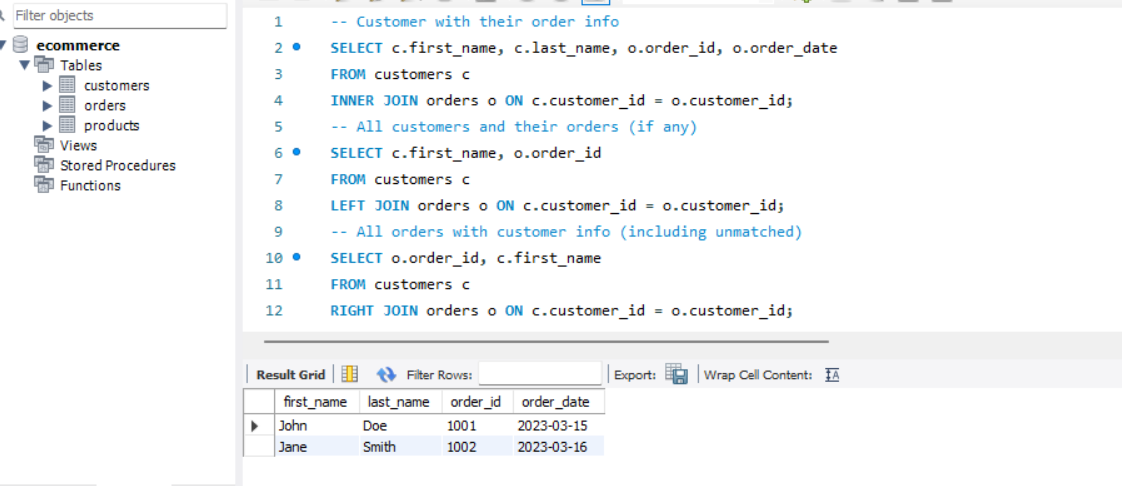 Filter objects
ecommerce
Tables
customers
orders
products
Views
Stored Procedures
Functions
1 -- Customer with their order info
2 SELECT c.first_name, c.last_name, o.order_id, o.order_date
3 FROM customers c
4 INNER JOIN orders o ON c.customer_id = o.customer_id;
5 -- All customers and their orders (if any)
6 SELECT c.first_name, o.order_id
7 FROM customers c
8 LEFT JOIN orders o ON c.customer_id = o.customer_id;
9 -- All orders with customer info (including unmatched)
10 SELECT o.order_id, c.first_name
11 FROM customers c
12 RIGHT JOIN orders o ON c.customer_id = o.customer_id;
Result Grid Filter Rows: Export: Wrap Cell Content:
first_name last_name order_id order_date
John Doe 1001 2023-03-15
Jane Smith 1002 2023-03-16